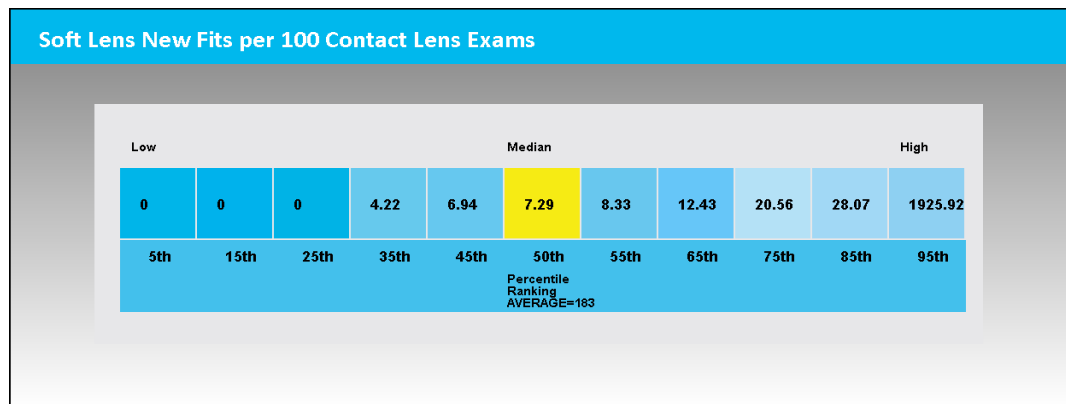 Soft Lens New Fits per 100 Contact Lens Exams
Low Median High
0 0 0 4.22 6.94 7.29 8.33 12.43 20.56 28.07 1925.92
5th 15th 25th 35th 45th 50th 55th 65th 75th 85th 95th
Percentile
Ranking
AVERAGE=183